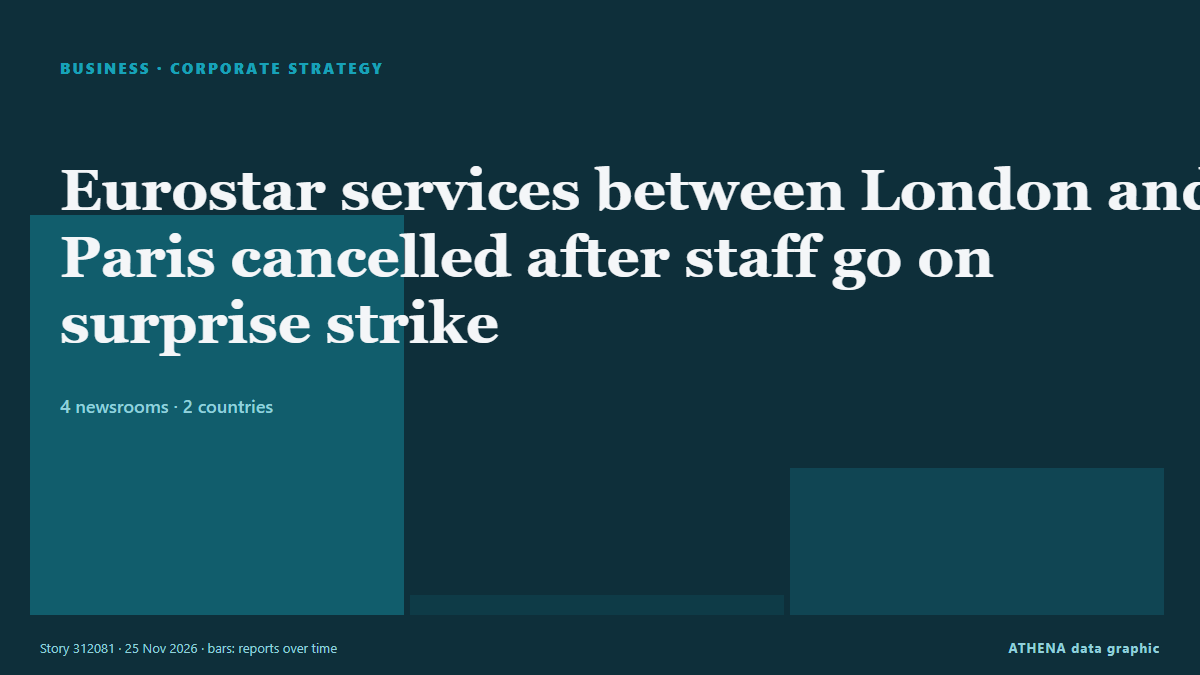 BUSINESS · CORPORATE STRATEGY
Eurostar services between London and
Paris cancelled after staff go on
surprise strike
4 newsrooms · 2 countries
Story 312081 · 25 Nov 2026 · bars: reports over time
ATHENA data graphic